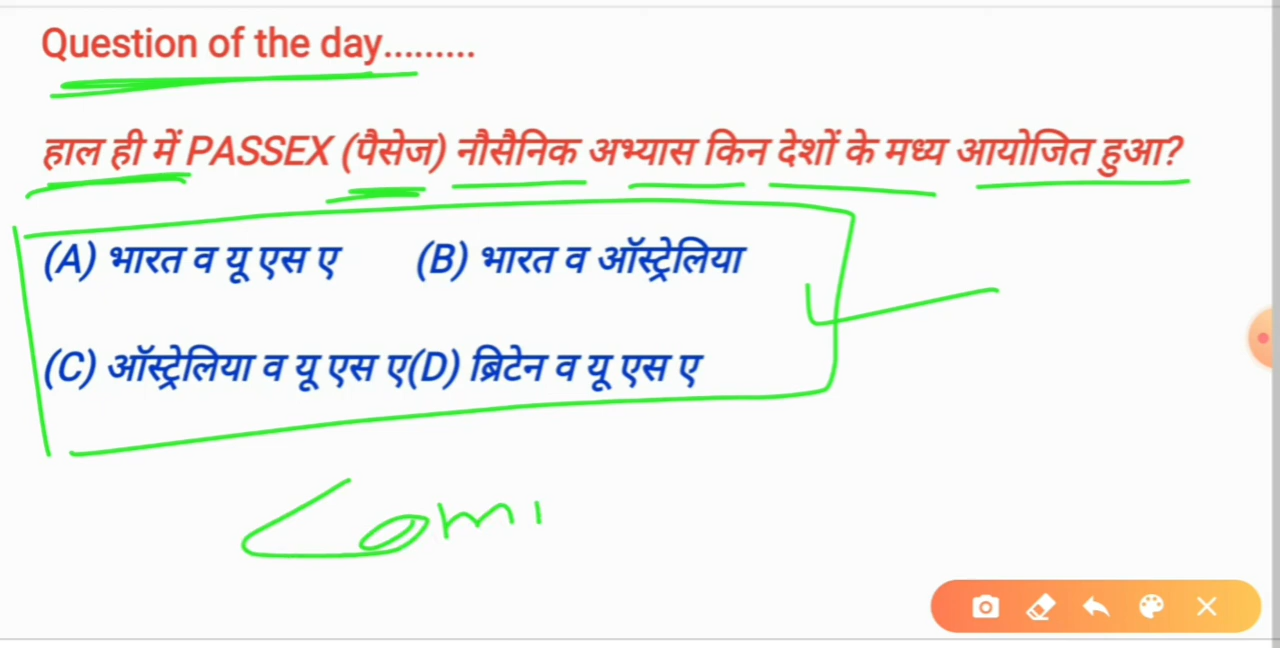 Question of the day.........
हाल ही में PASSEX (पैसेज) नौसैनिक अभ्यास किन देशों के मध्य आयोजित हुआ?
(A) भारत व यू एस ए (B) भारत व ऑस्ट्रेलिया
(C) ऑस्ट्रेलिया व यू एस ए(D) ब्रिटेन व यू एस ए